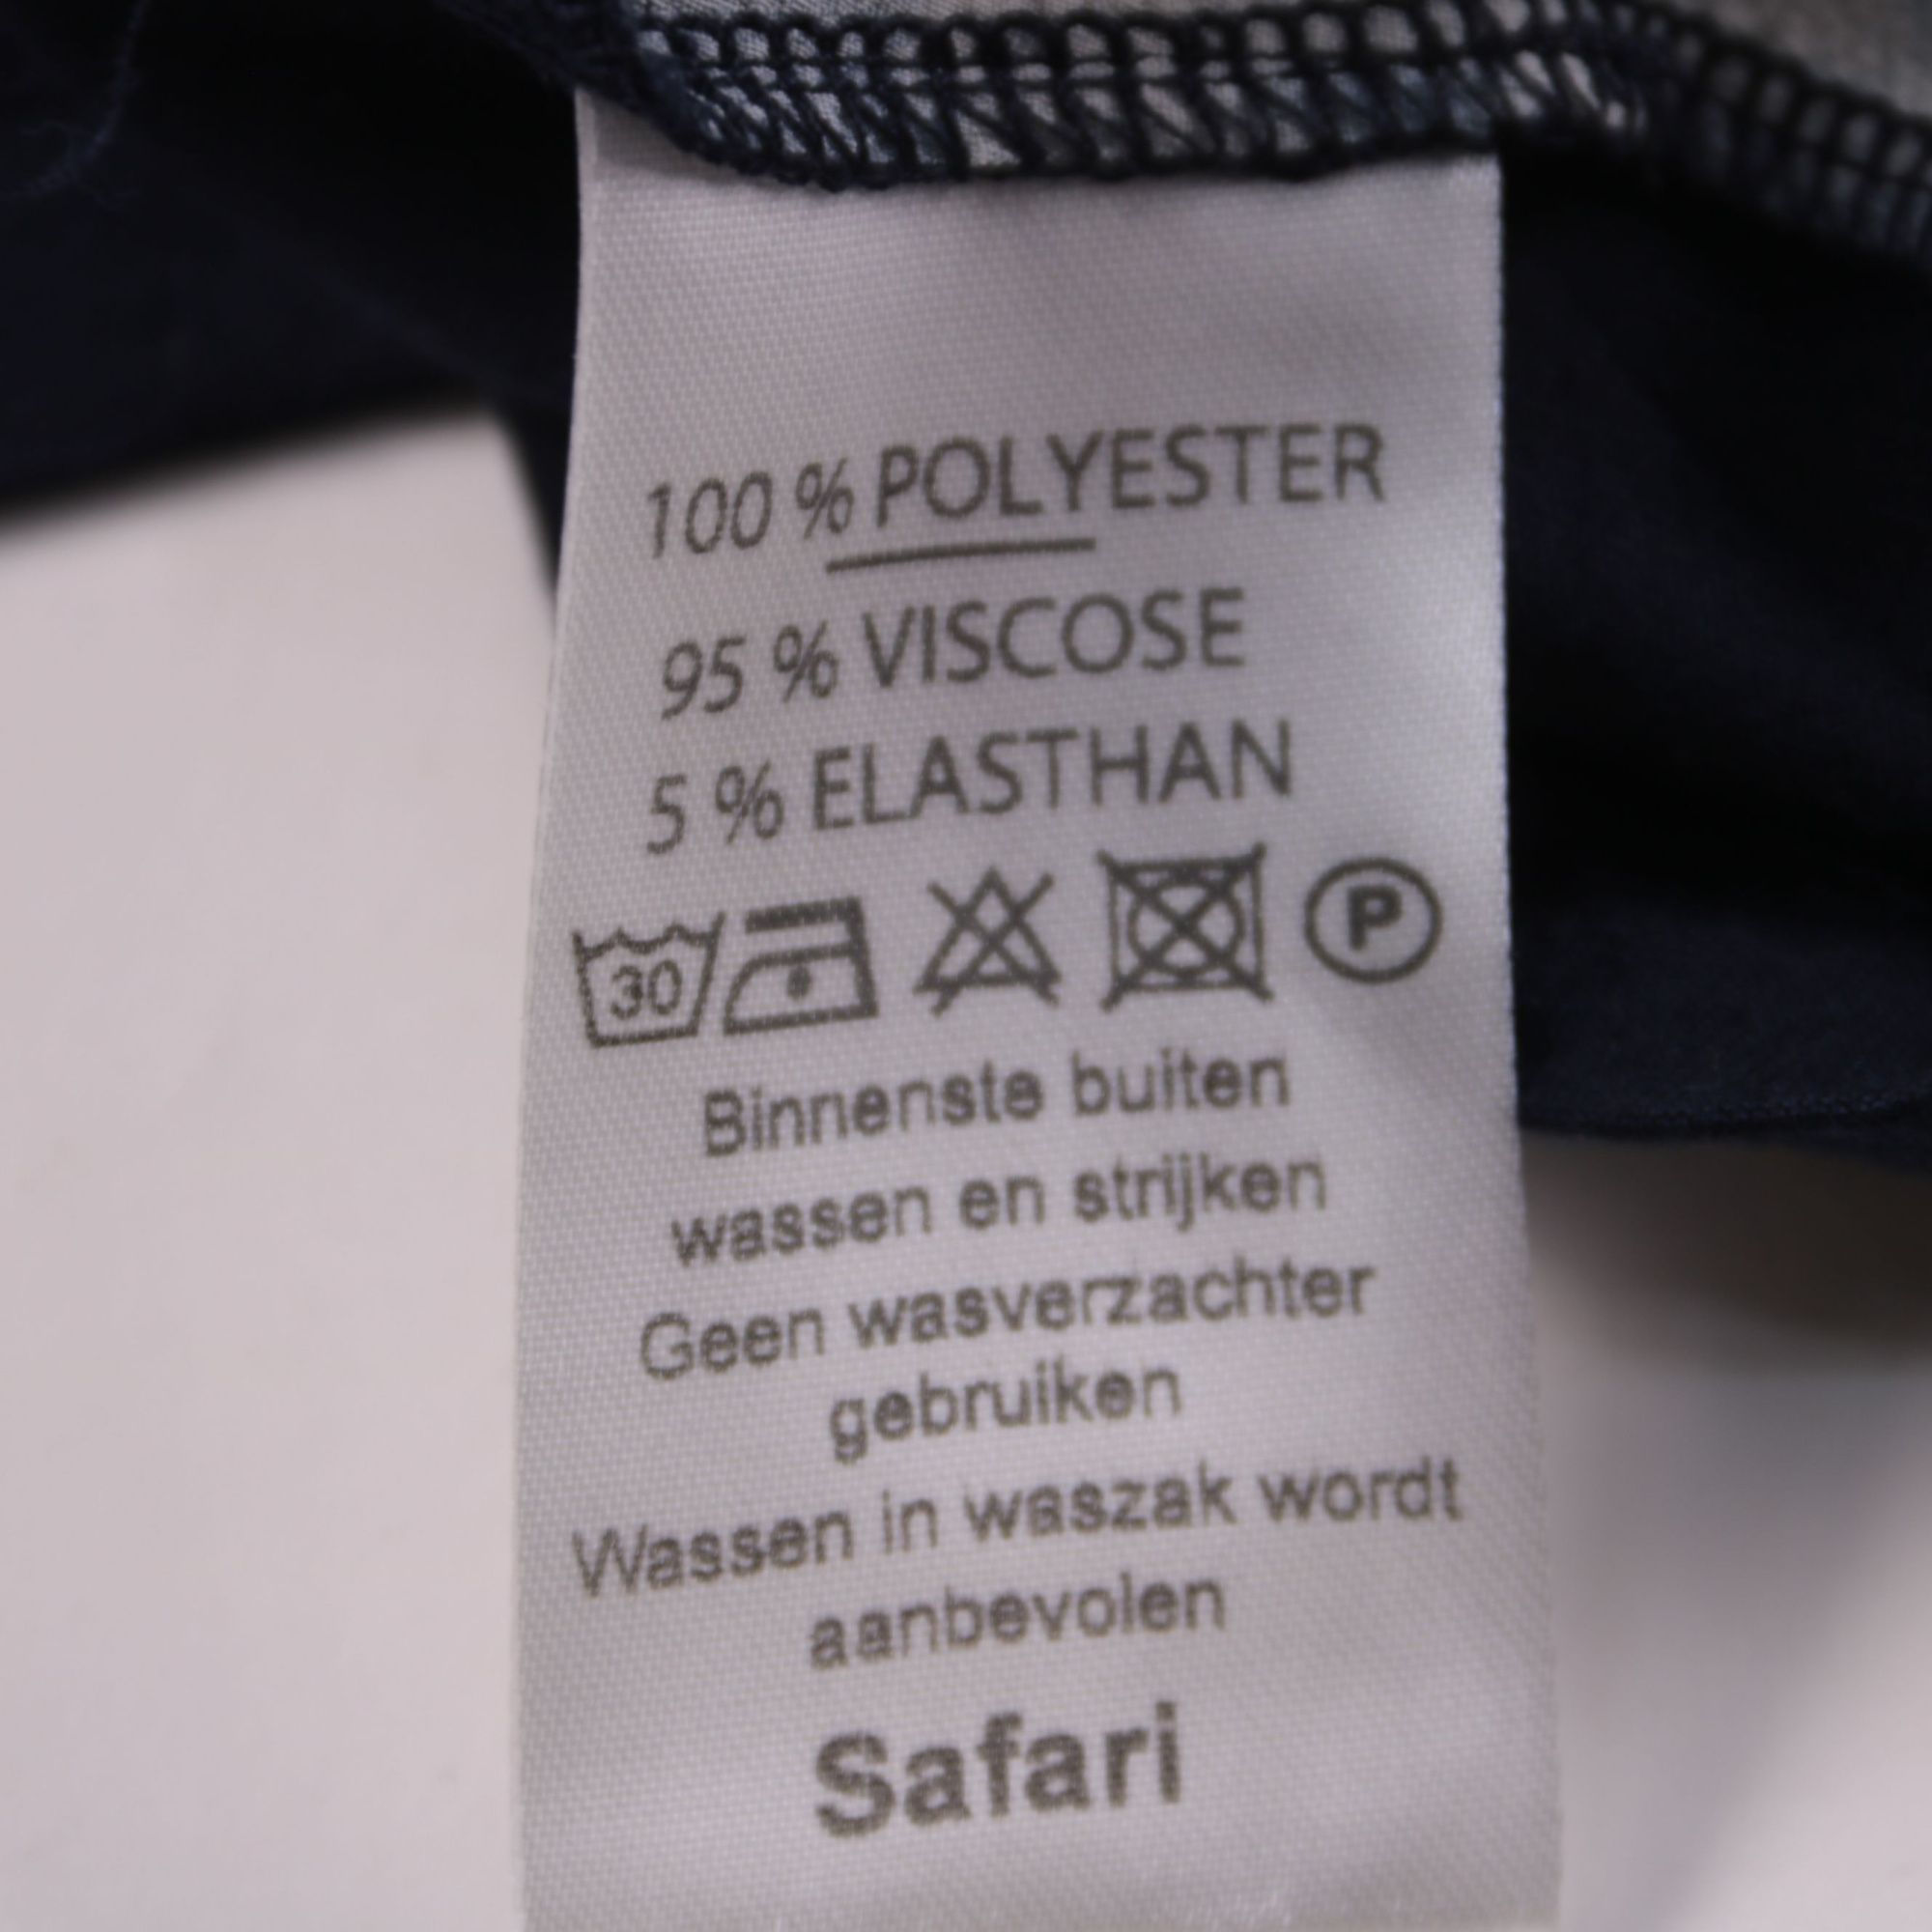 100 % POLYESTER
95 % VISCOSE
5 % ELASTHAN
30 P
Binnenste buiten
wassen en strijken
Geen wasverzachter
gebruiken
Wassen in waszak wordt
aanbevolen
Safari